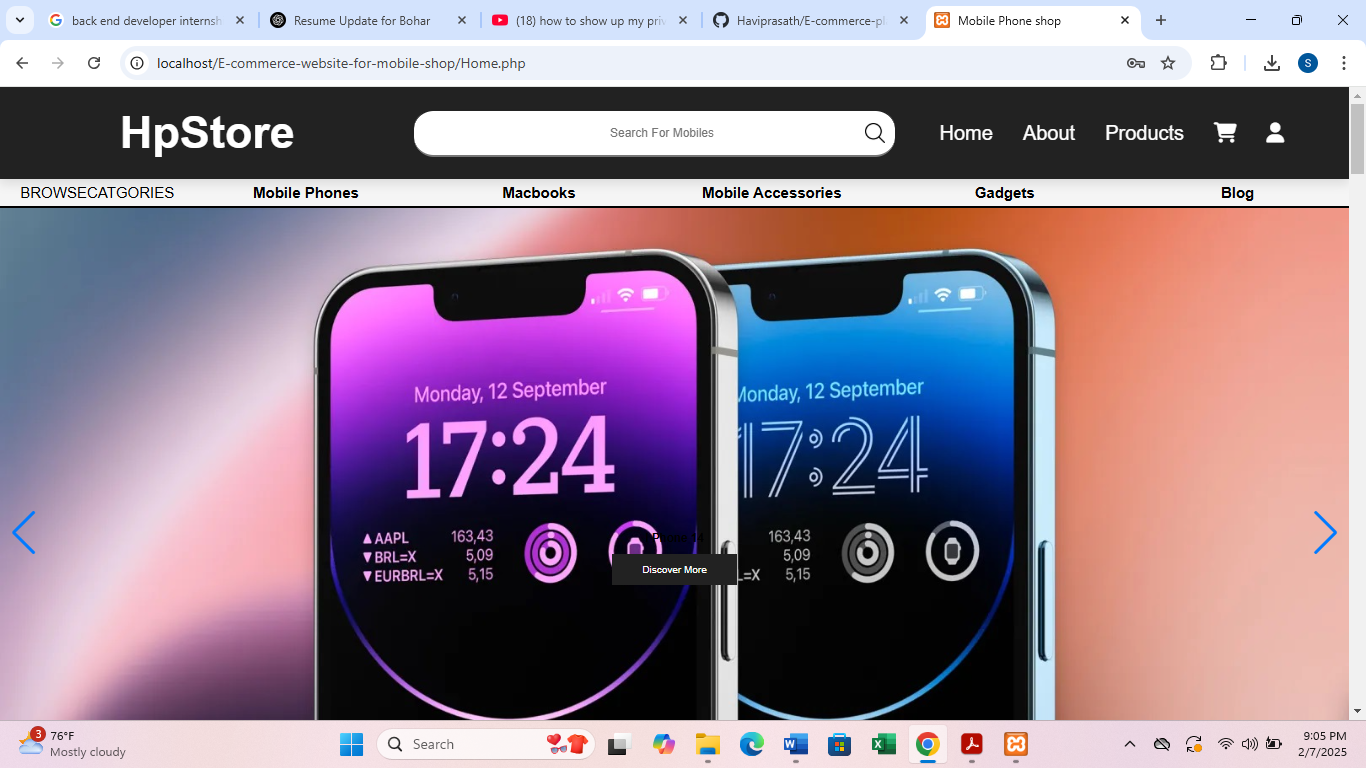 back end developer internsh
Resume Update for Bohar
(18) how to show up my priv
Haviprasath/E-commerce-pl
Mobile Phone shop
localhost/E-commerce-website-for-mobile-shop/Home.php
S
HpStore
Search For Mobiles
Home
About
Products
BROWSECATGORIES
Mobile Phones
Macbooks
Mobile Accessories
Gadgets
Blog
Monday, 12 September
17:24
▲AAPL 163,43
▼BRL=X 5,09
▼EURBRL=X 5,15
Monday, 12 September
17:24
163,43
5,09
L=X 5,15
Discover More
3
76°F
Mostly cloudy
Search
9:05 PM
2/7/2025